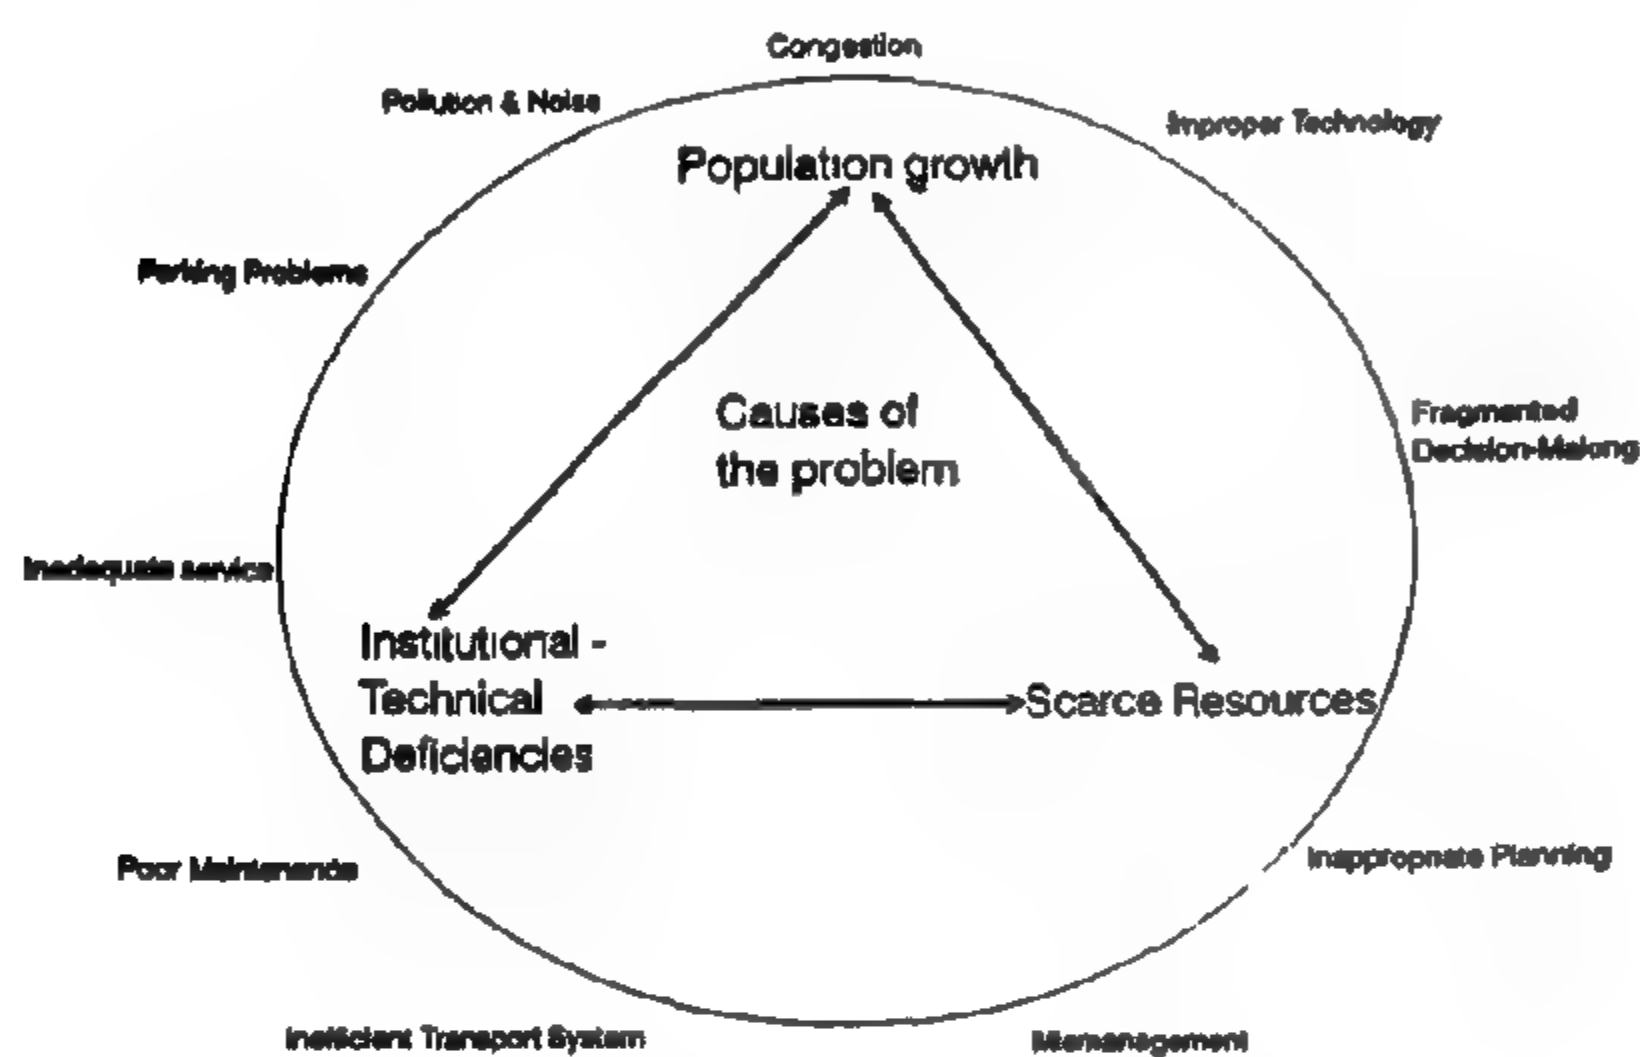 Congestion
Pollution & Noise
Improper Technology
Population growth
Parking Problems
Causes of
the problem
Fragmented
Decision-Making
Inadequate service
Institutional -
Technical
Deficiencies
Scarce Resources
Poor Maintenance
Inappropriate Planning
Inefficient Transport System
Mismanagement